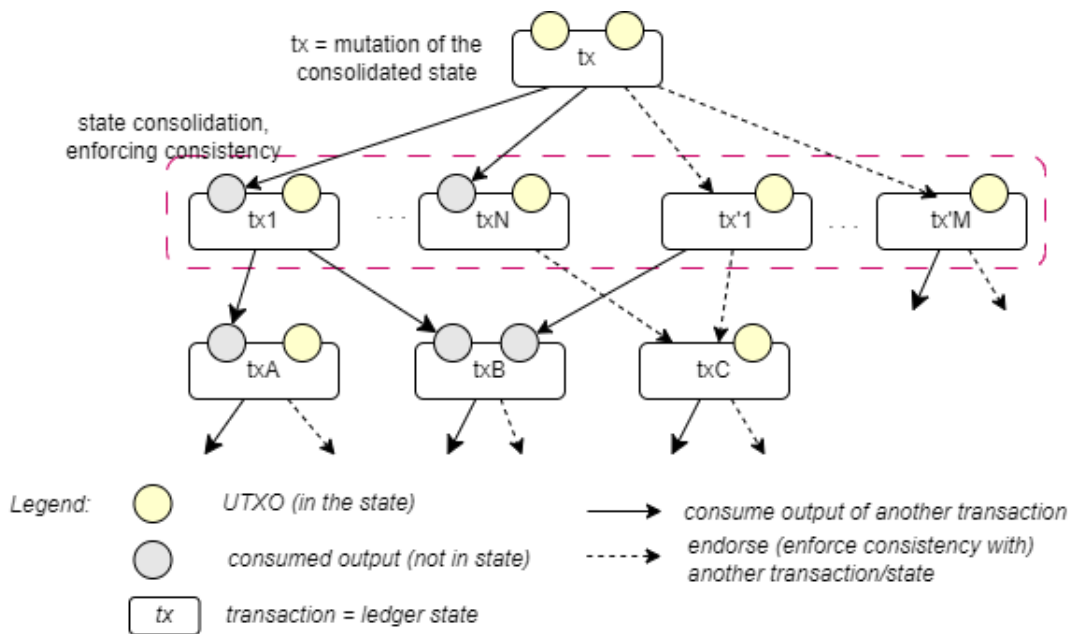 tx = mutation of the
consolidated state
tx
state consolidation,
enforcing consistency
tx1
. . .
txN
tx'1
. . .
tx'M
txA
txB
txC
Legend:
UTXO (in the state)
consume output of another transaction
consumed output (not in state)
endorse (enforce consistency with)
another transaction/state
tx
transaction = ledger state